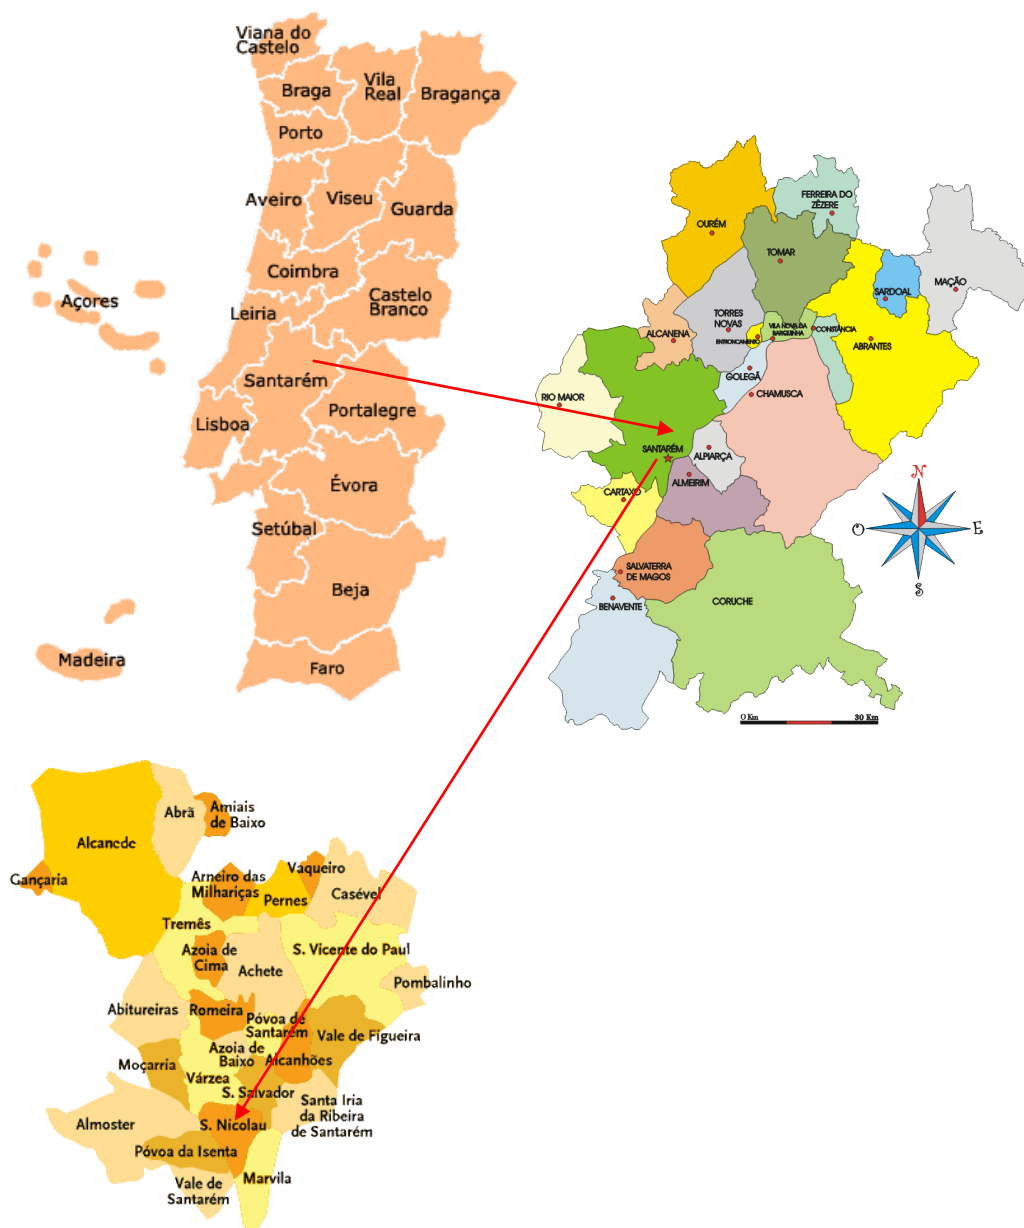 Viana do
Castelo
Braga
Vila
Real
Bragança
Porto
Aveiro
Viseu
Guarda
Coimbra
Castelo
Branco
Açores
Leiria
Santarém
Portalegre
Lisboa
Évora
Setúbal
Beja
Madeira
Faro
FERREIRA DO
ZÊZERE
OURÉM
TOMAR
MAÇÃO
SARDOAL
TORRES
NOVAS
VILA NOVA DA
BARQUINHA
CONSTÂNCIA
ALCANENA
ENTRONCAMENTO
ABRANTES
GOLEGÃ
RIO MAIOR
CHAMUSCA
SANTARÉM
ALPIARÇA
ALMEIRIM
CARTAXO
SALVATERRA
DE MAGOS
BENAVENTE
CORUCHE
N
O
E
S
0 Km
30 Km
Abrã
Amiais
de Baixo
Alcanede
Gançaria
Arneiro das
Milhariças
Vaqueiro
Pernes
Casével
Tremês
Azoia de
Cima
S. Vicente do Paul
Achete
Pombalinho
Abitureiras
Romeira
Póvoa de
Santarém
Vale de Figueira
Azoia de
Baixo
Alcanhões
Moçarria
Várzea
S. Salvador
Santa Iria
da Ribeira
de Santarém
Almoster
S. Nicolau
Póvoa da Isenta
Marvila
Vale de
Santarém